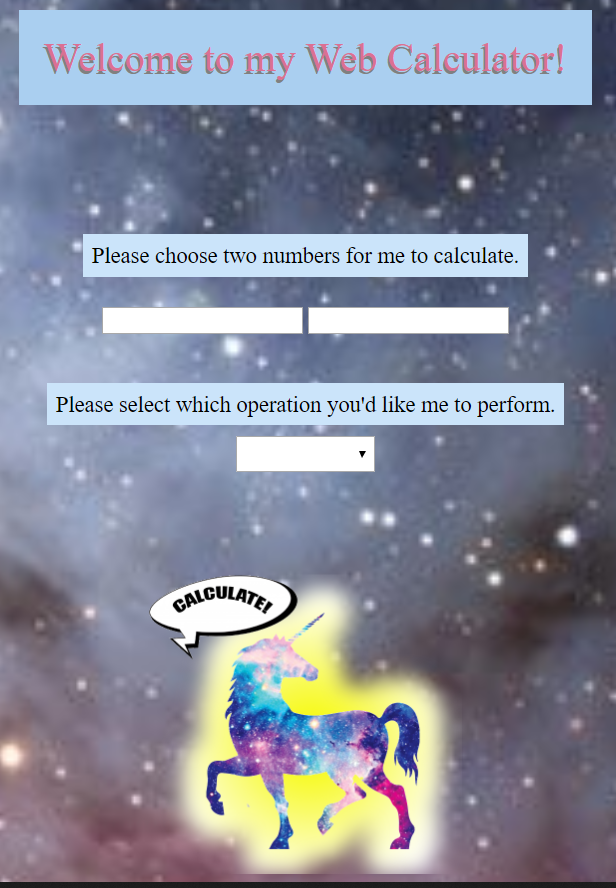 Welcome to my Web Calculator!
Please choose two numbers for me to calculate.
Please select which operation you'd like me to perform.
CALCULATE!